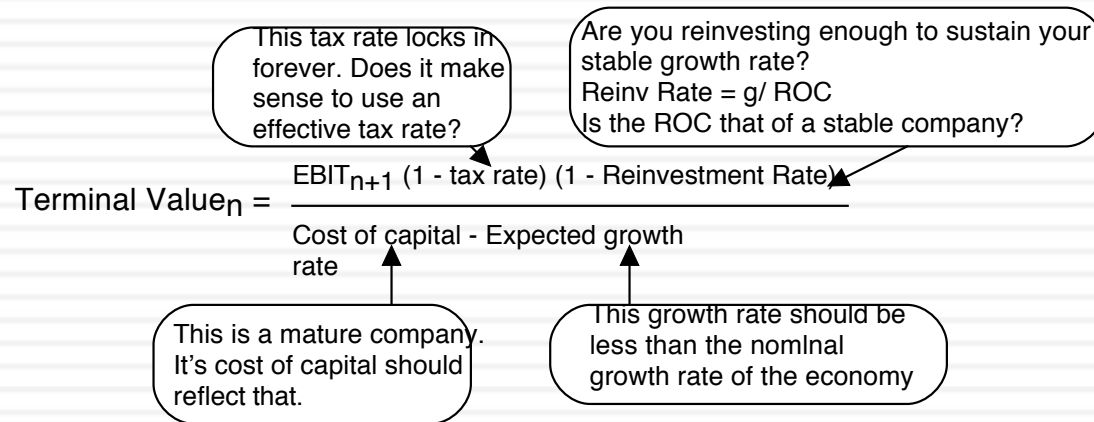 This tax rate locks in
forever. Does it make
sense to use an
effective tax rate?
Are you reinvesting enough to sustain your
stable growth rate?
Reinv Rate = g/ ROC
Is the ROC that of a stable company?
EBITn+1 (1 - tax rate) (1 - Reinvestment Rate)
Terminal Valuen =
Cost of capital - Expected growth
rate
This is a mature company.
It's cost of capital should
reflect that.
This growth rate should be
less than the nomInal
growth rate of the economy